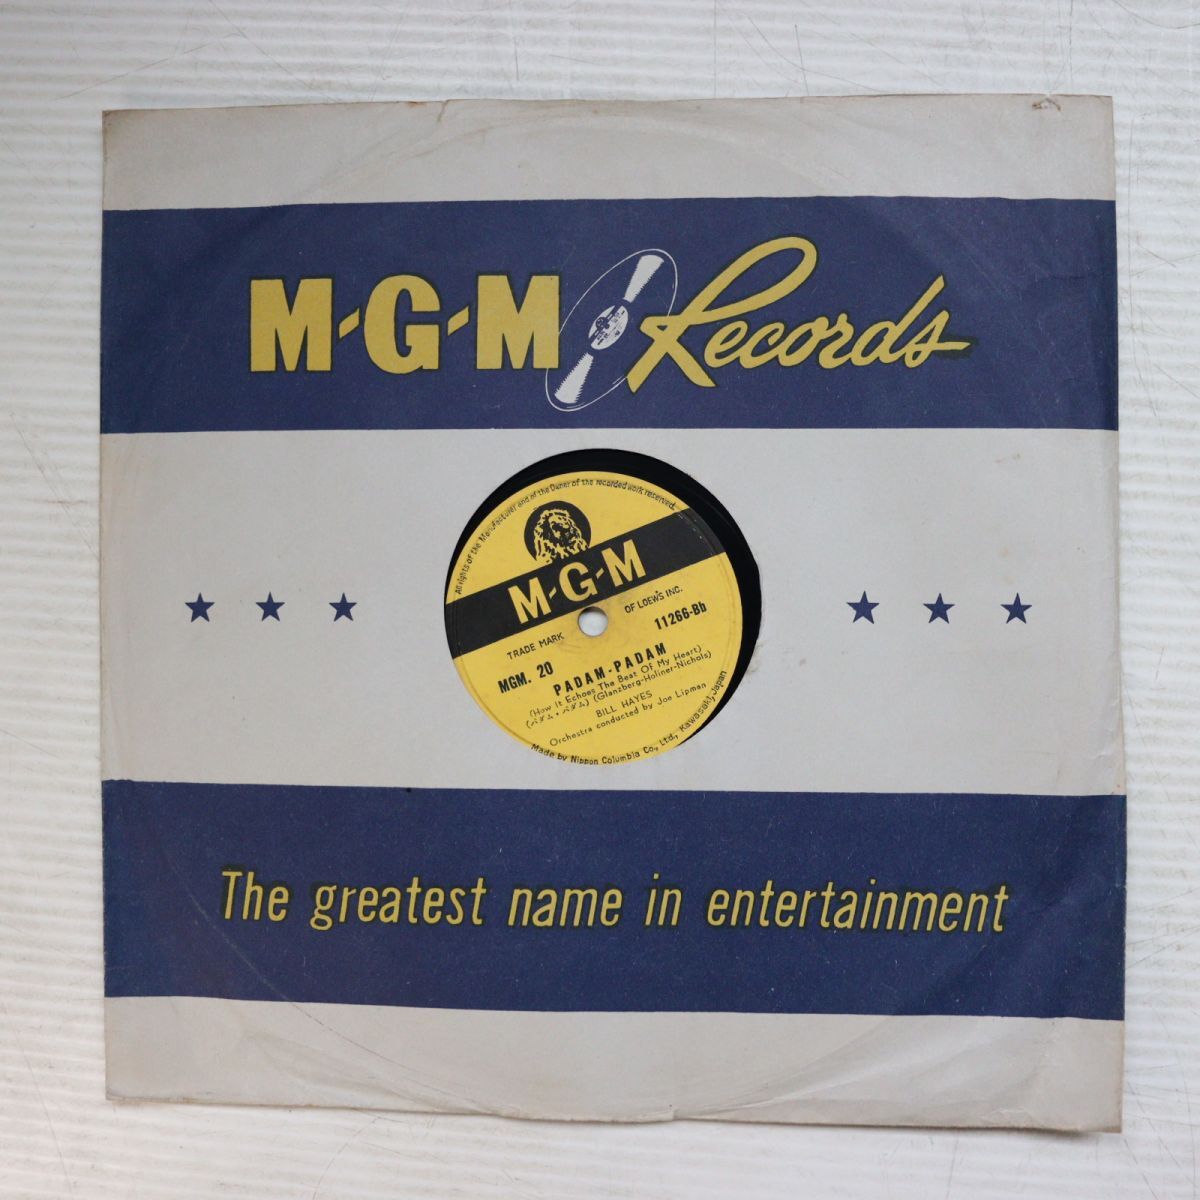 M-G-M Records
All rights of the Manufacturer and of the Owner of the recorded work reserved.
M-G-M
TRADE MARK
OF LOEW'S INC.
MGM. 20
11266-Bb
PADAM-PADAM
(How It Echoes The Beat Of My Heart)
(パダム・パダム) (Glanzberg-Holiner-Nichols)
BILL HAYES
Orchestra conducted by Joe Lipman
Made by Nippon Columbia Co., Ltd., Kawasaki, Japan
The greatest name in entertainment